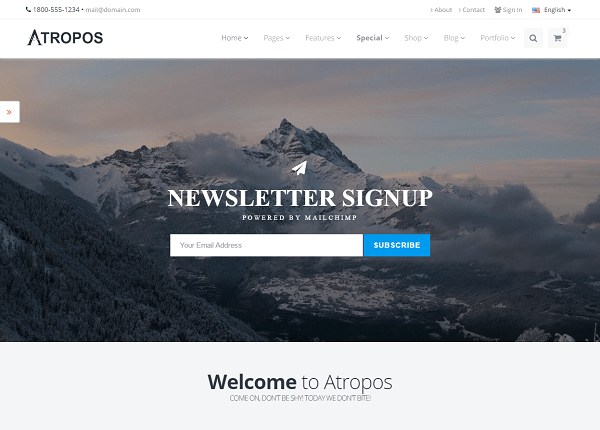 1800-555-1234 • mail@domain.com
About
Contact
Sign In
English
ATROPOS
Home
Pages
Features
Special
Shop
Blog
Portfolio
3
NEWSLETTER SIGNUP
POWERED BY MAILCHIMP
Your Email Address
SUBSCRIBE
Welcome to Atropos
COME ON, DON'T BE SHY! TODAY WE DON'T BITE!